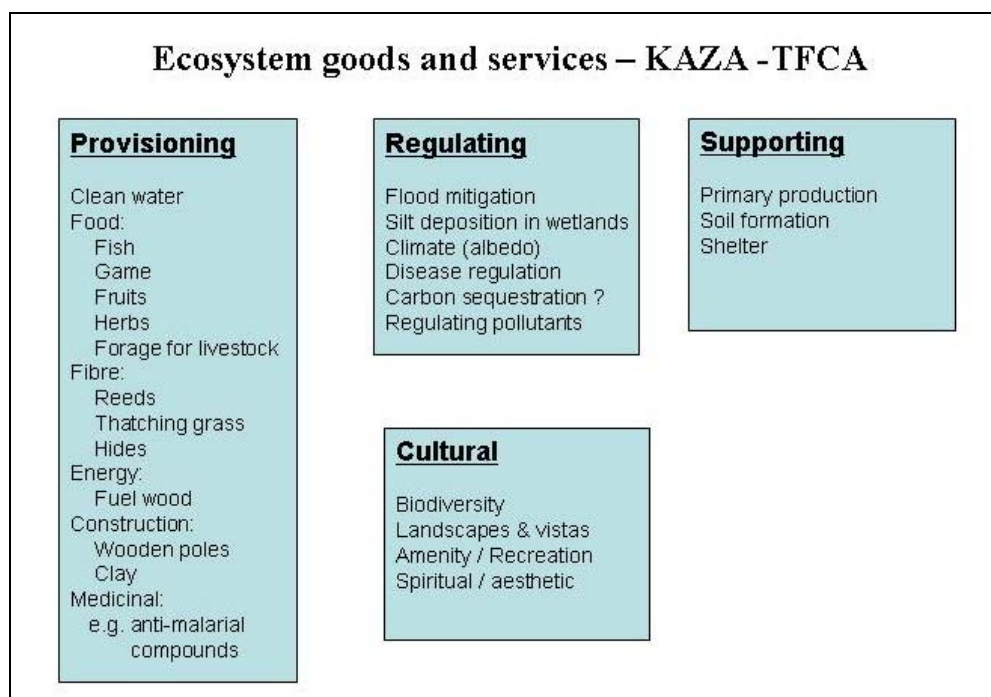 Ecosystem goods and services – KAZA -TFCA
Provisioning
Clean water
Food:
Fish
Game
Fruits
Herbs
Forage for livestock
Fibre:
Reeds
Thatching grass
Hides
Energy:
Fuel wood
Construction:
Wooden poles
Clay
Medicinal:
e.g. anti-malarial
compounds
Regulating
Flood mitigation
Silt deposition in wetlands
Climate (albedo)
Disease regulation
Carbon sequestration ?
Regulating pollutants
Supporting
Primary production
Soil formation
Shelter
Cultural
Biodiversity
Landscapes & vistas
Amenity / Recreation
Spiritual / aesthetic